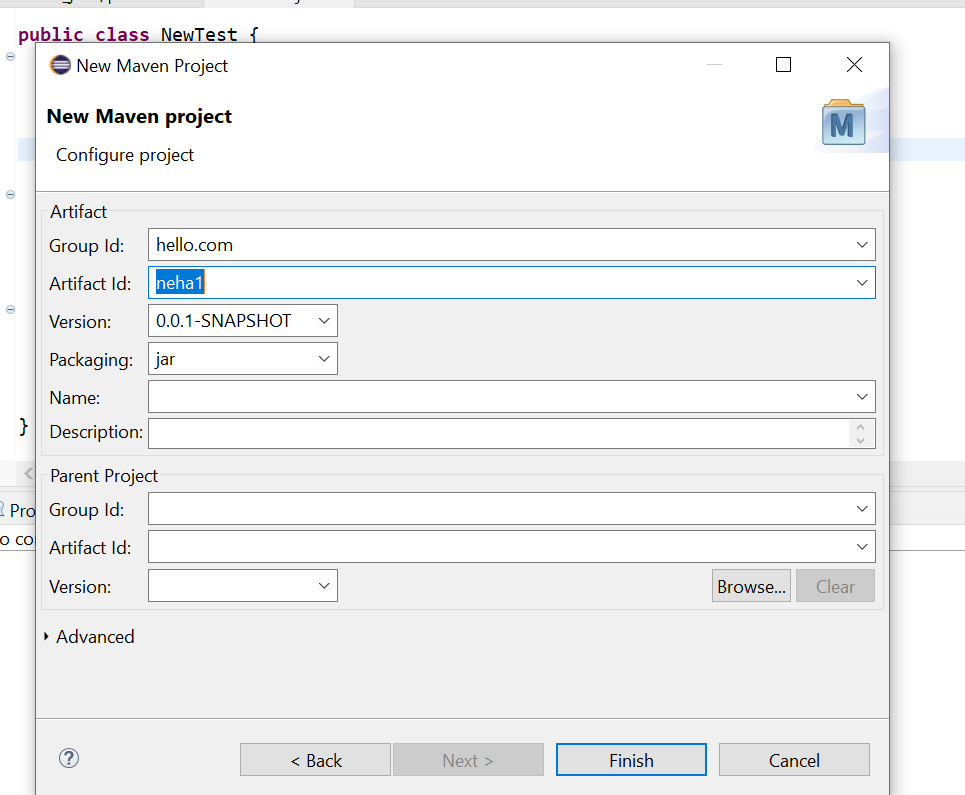 public class NewTest {
New Maven Project
New Maven project
M
Configure project
Artifact
Group Id: hello.com
Artifact Id: neha1
Version: 0.0.1-SNAPSHOT
Packaging: jar
Name:
}
Description:
Parent Project
Pro
Group Id:
o co
Artifact Id:
Version:
Browse...
Clear
Advanced
?
< Back
Next >
Finish
Cancel